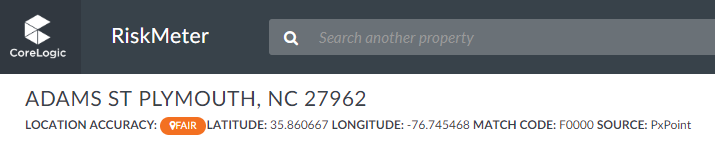 CoreLogic
RiskMeter
Search another property
ADAMS ST PLYMOUTH, NC 27962
LOCATION ACCURACY: FAIR LATITUDE: 35.860667 LONGITUDE: -76.745468 MATCH CODE: F0000 SOURCE: PxPoint